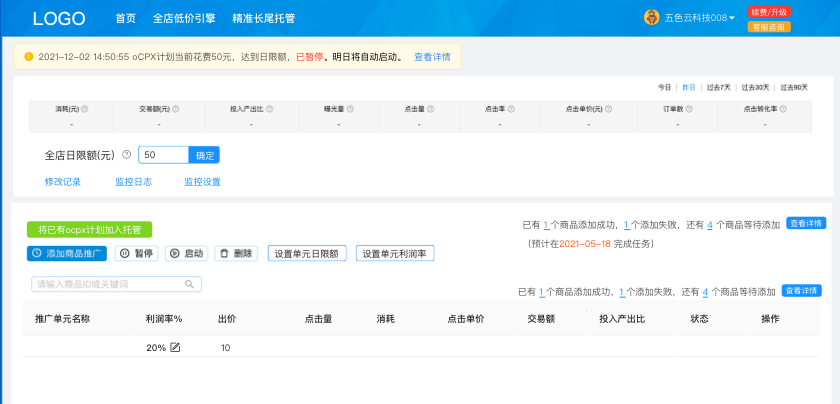 LOGO 首页 全店低价引擎 精准长尾托管 五色云科技008 续费/升级
客服咨询
2021-12-02 14:50:55 oCPX计划当前花费50元，达到日限额，已暂停。明日将自动启动。 查看详情
今日 | 昨日 | 过去7天 | 过去30天 | 过去90天
消耗(元) 交易额(元) 投入产出比 曝光量 点击量 点击率 点击单价(元) 订单数 点击转化率
- - - - - - - - -
全店日限额(元) 50 确定
修改记录 监控日志 监控设置
将已有ocpx计划加入托管 已有 1 个商品添加成功，1 个添加失败，还有 4 个商品等待添加 查看详情
添加商品推广 暂停 启动 删除 设置单元日限额 设置单元利润率 （预计在2021-05-18 完成任务）
请输入商品ID或关键词 已有 1 个商品添加成功，1 个添加失败，还有 4 个商品等待添加 查看详情
推广单元名称 利润率% 出价 点击量 消耗 点击单价 交易额 投入产出比 状态 操作
20% 10